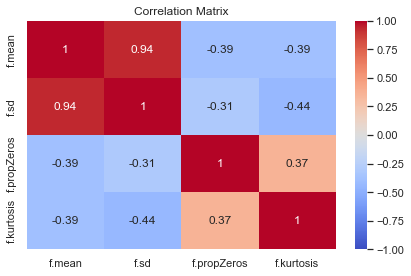 Correlation Matrix
f.mean 1 0.94 -0.39 -0.39
f.sd 0.94 1 -0.31 -0.44
f.propZeros -0.39 -0.31 1 0.37
f.kurtosis -0.39 -0.44 0.37 1
f.mean f.sd f.propZeros f.kurtosis
1.00
0.75
0.50
0.25
0.00
−0.25
−0.50
−0.75
−1.00